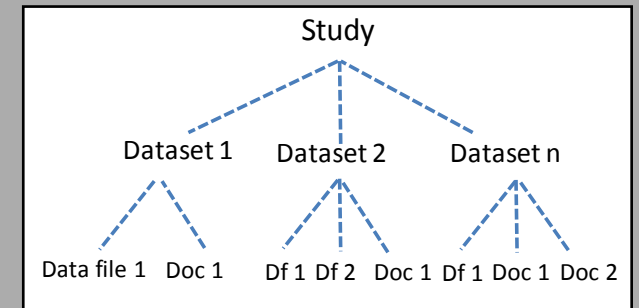 Study
Dataset 1 Dataset 2 Dataset n
Data file 1 Doc 1 Df 1 Df 2 Doc 1 Df 1 Doc 1 Doc 2